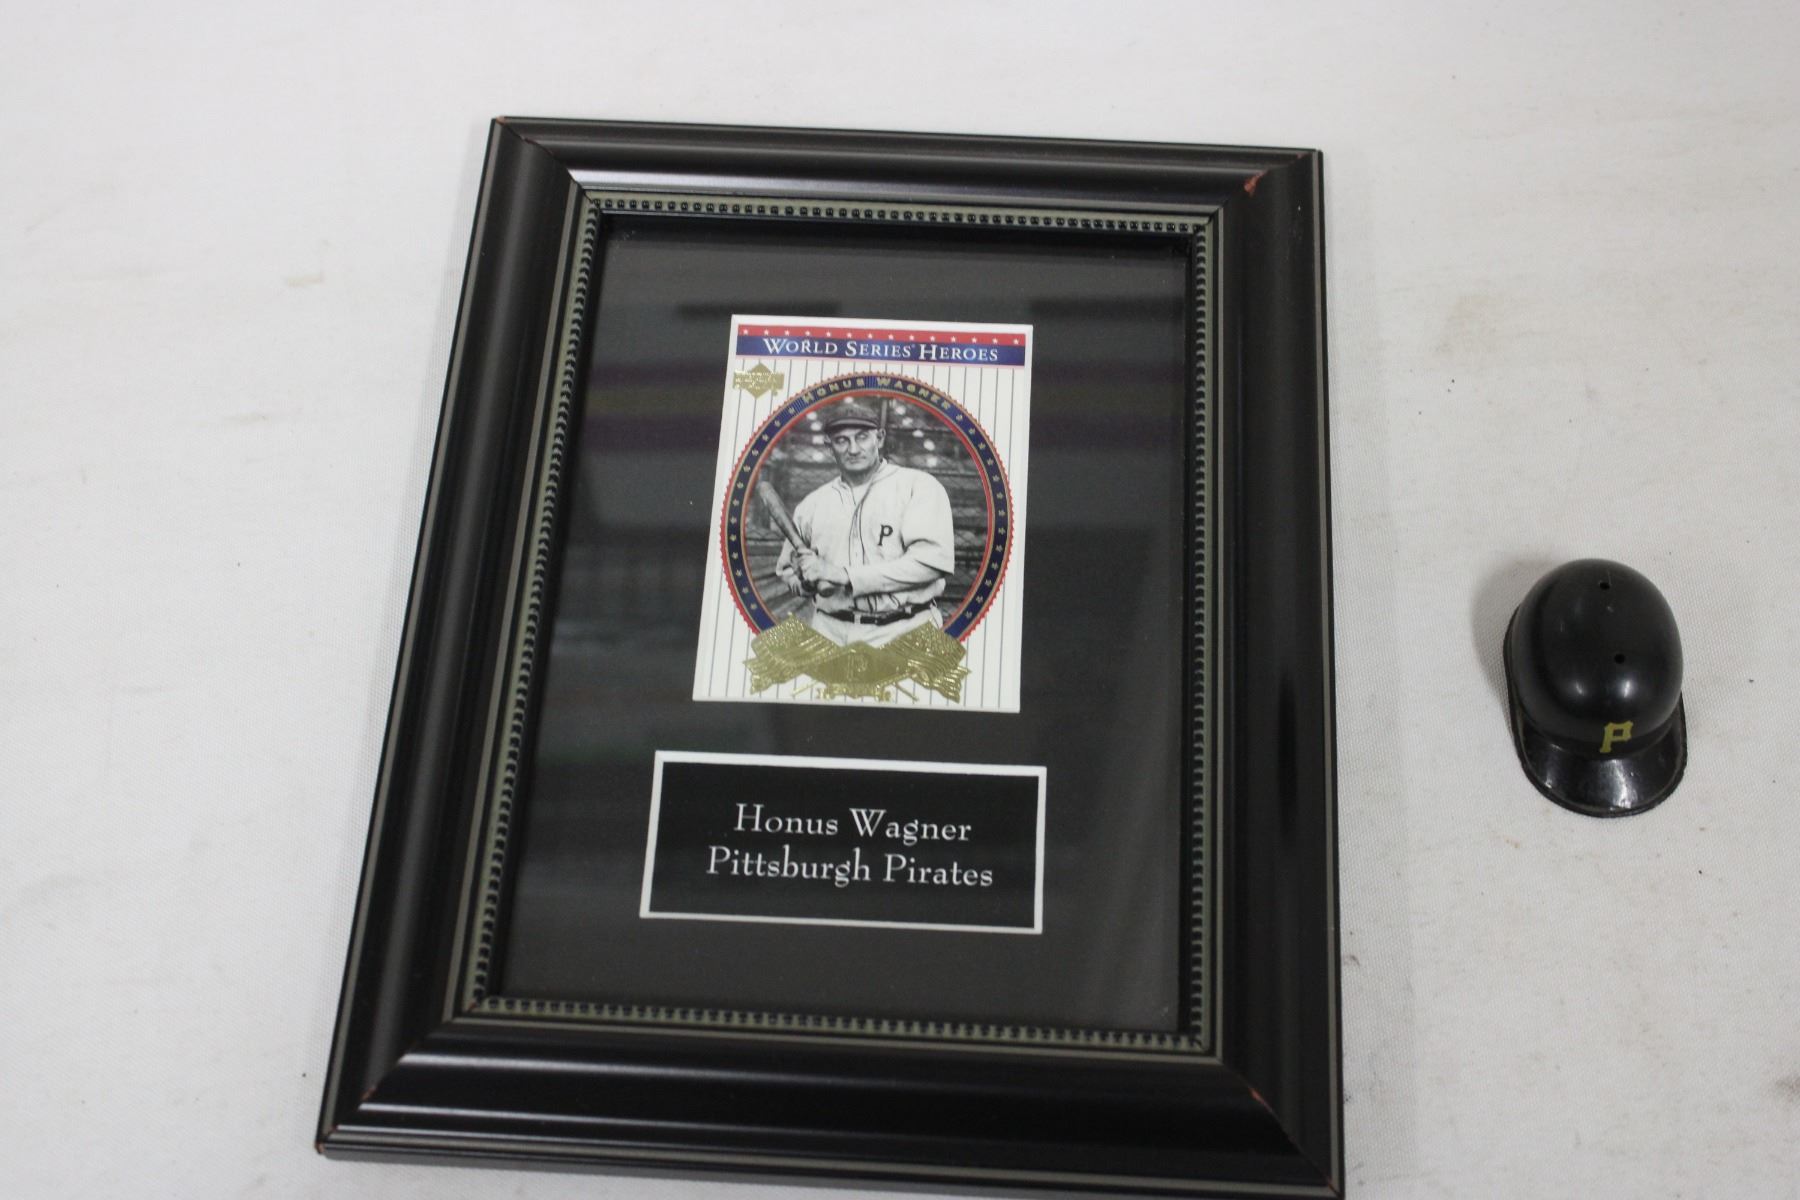 WORLD SERIES HEROES
HONUS WAGNER
P
P
Honus Wagner
Pittsburgh Pirates
P